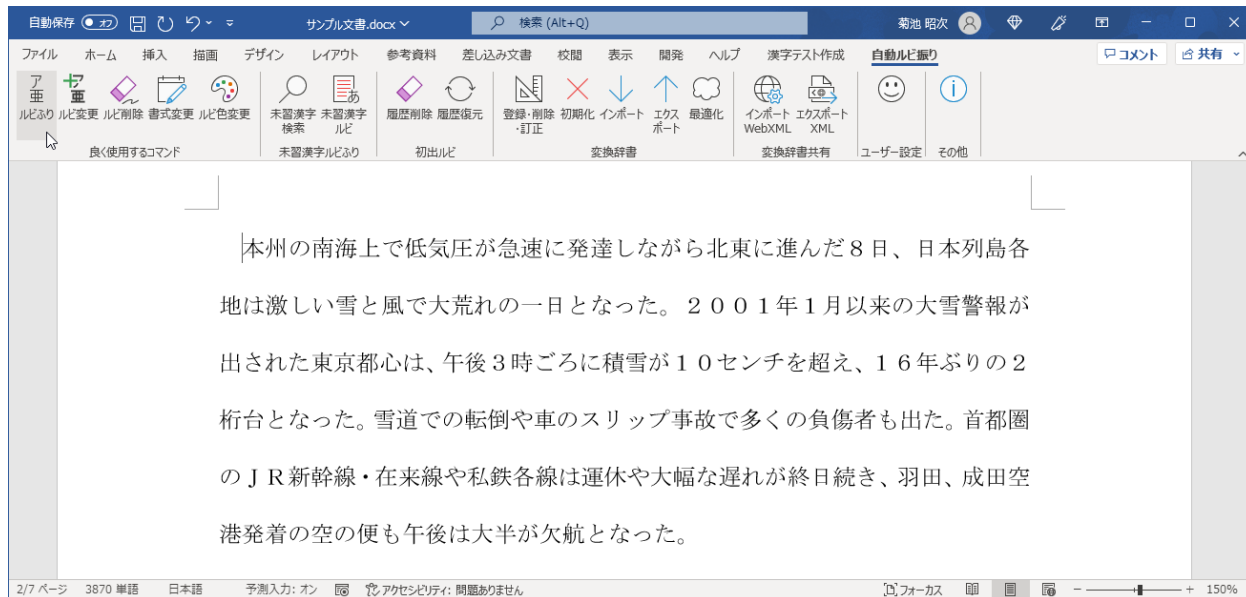 自動保存 オフ サンプル文書.docx 検索 (Alt+Q) 菊池 昭次
ファイル ホーム 挿入 描画 デザイン レイアウト 参考資料 差し込み文書 校閲 表示 開発 ヘルプ 漢字テスト作成 自動ルビ振り コメント 共有
ルビふり ルビ変更 ルビ削除 書式変更 ルビ色変更 未習漢字検索 未習漢字ルビ 履歴削除 履歴復元 登録・削除・訂正 初期化 インポート エクスポート 最適化 インポートWebXML エクスポートXML
良く使用するコマンド 未習漢字ルビふり 初出ルビ 変換辞書 変換辞書共有 ユーザー設定 その他
本州の南海上で低気圧が急速に発達しながら北東に進んだ８日、日本列島各
地は激しい雪と風で大荒れの一日となった。２００１年１月以来の大雪警報が
出された東京都心は、午後３時ごろに積雪が１０センチを超え、１６年ぶりの２
桁台となった。雪道での転倒や車のスリップ事故で多くの負傷者も出た。首都圏
のＪＲ新幹線・在来線や私鉄各線は運休や大幅な遅れが終日続き、羽田、成田空
港発着の空の便も午後は大半が欠航となった。
2/7 ページ 3870 単語 日本語 予測入力: オン アクセシビリティ: 問題ありません フォーカス 150%